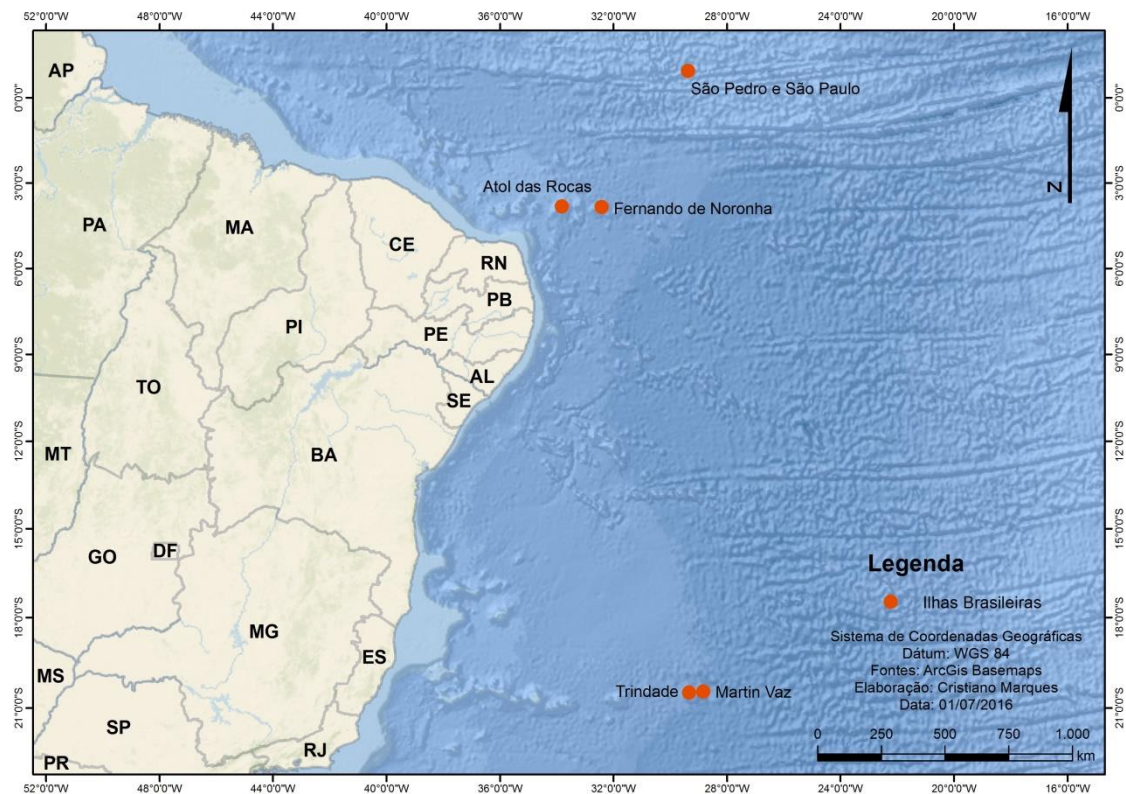 52°0'0"O 48°0'0"O 44°0'0"O 40°0'0"O 36°0'0"O 32°0'0"O 28°0'0"O 24°0'0"O 20°0'0"O 16°0'0"O
AP
São Pedro e São Paulo
0°0'0" 0°0'0"
Z
3°0'0"S 3°0'0"S
Atol das Rocas
Fernando de Noronha
PA
MA
CE
RN
6°0'0"S 6°0'0"S
PB
PI
PE
9°0'0"S 9°0'0"S
AL
TO
SE
MT
BA
12°0'0"S 12°0'0"S
15°0'0"S 15°0'0"S
GO
DF
Legenda
Ilhas Brasileiras
18°0'0"S 18°0'0"S
MG
ES
Sistema de Coordenadas Geográficas
Dátum: WGS 84
Fontes: ArcGis Basemaps
Elaboração: Cristiano Marques
Data: 01/07/2016
MS
Trindade
Martin Vaz
21°0'0"S 21°0'0"S
SP
RJ
PR
0 250 500 750 1.000
km
52°0'0"O 48°0'0"O 44°0'0"O 40°0'0"O 36°0'0"O 32°0'0"O 28°0'0"O 24°0'0"O 20°0'0"O 16°0'0"O